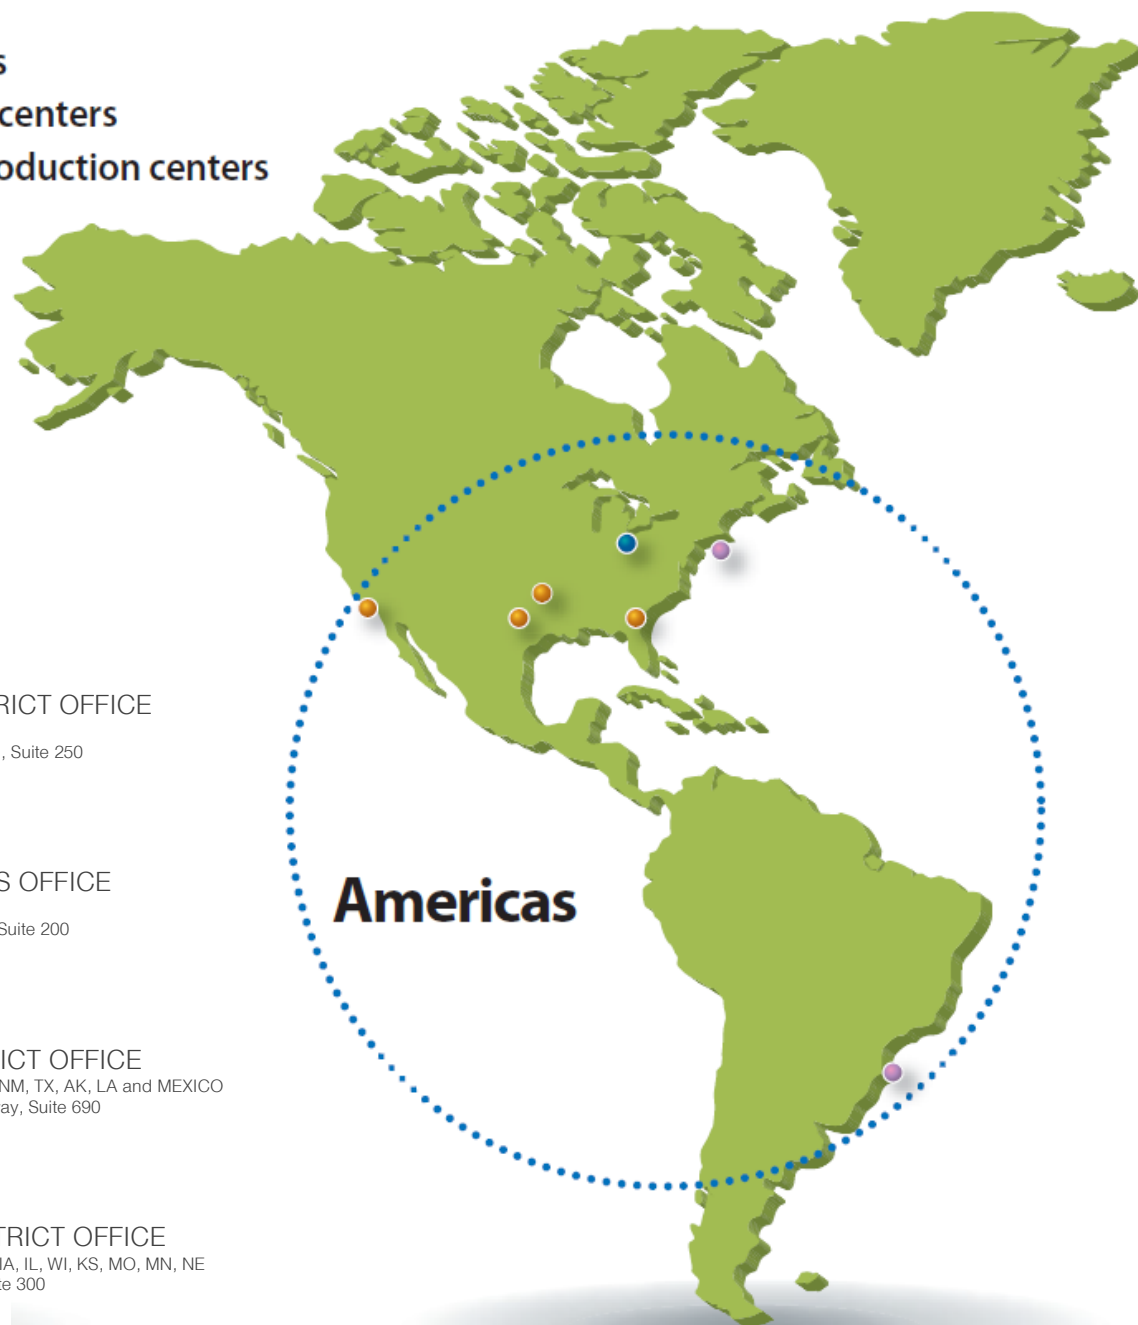 s
centers
oduction centers
RICT OFFICE
, Suite 250
S OFFICE
Suite 200
Americas
ICT OFFICE
NM, TX, AK, LA and MEXICO
ay, Suite 690
TRICT OFFICE
IA, IL, WI, KS, MO, MN, NE
te 300